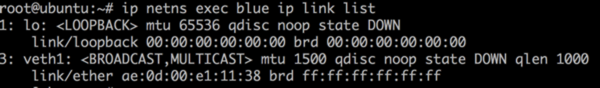 root@ubuntu:~# ip netns exec blue ip link list
1: lo: <LOOPBACK> mtu 65536 qdisc noop state DOWN
link/loopback 00:00:00:00:00:00 brd 00:00:00:00:00:00
3: veth1: <BROADCAST,MULTICAST> mtu 1500 qdisc noop state DOWN qlen 1000
link/ether ae:0d:00:e1:11:38 brd ff:ff:ff:ff:ff:ff